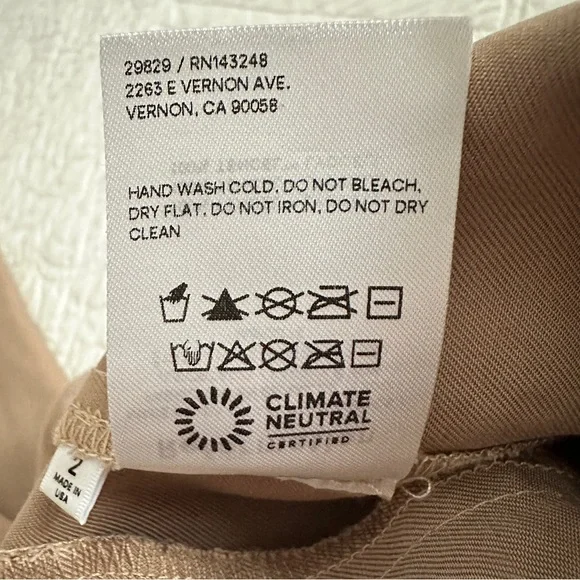 29829 / RN143248
2263 E VERNON AVE.
VERNON, CA 90058
HAND WASH COLD, DO NOT BLEACH,
DRY FLAT, DO NOT IRON, DO NOT DRY
CLEAN
CLIMATE
NEUTRAL
CERTIFIED
2
MADE IN
USA